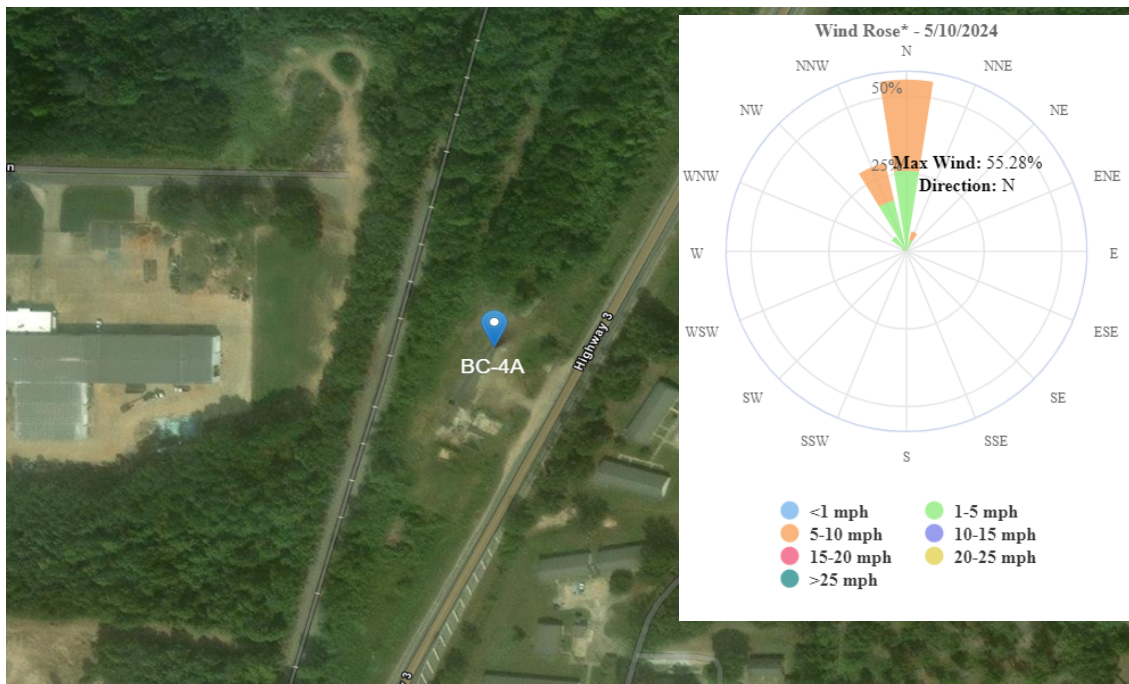 Wind Rose* - 5/10/2024
N
NNW
NNE
50%
NW
NE
25%
Max Wind: 55.28%
Direction: N
WNW
ENE
W
E
WSW
ESE
SW
SE
SSW
SSE
S
<1 mph
1-5 mph
5-10 mph
10-15 mph
15-20 mph
20-25 mph
>25 mph
n
BC-4A
Highway 3
3